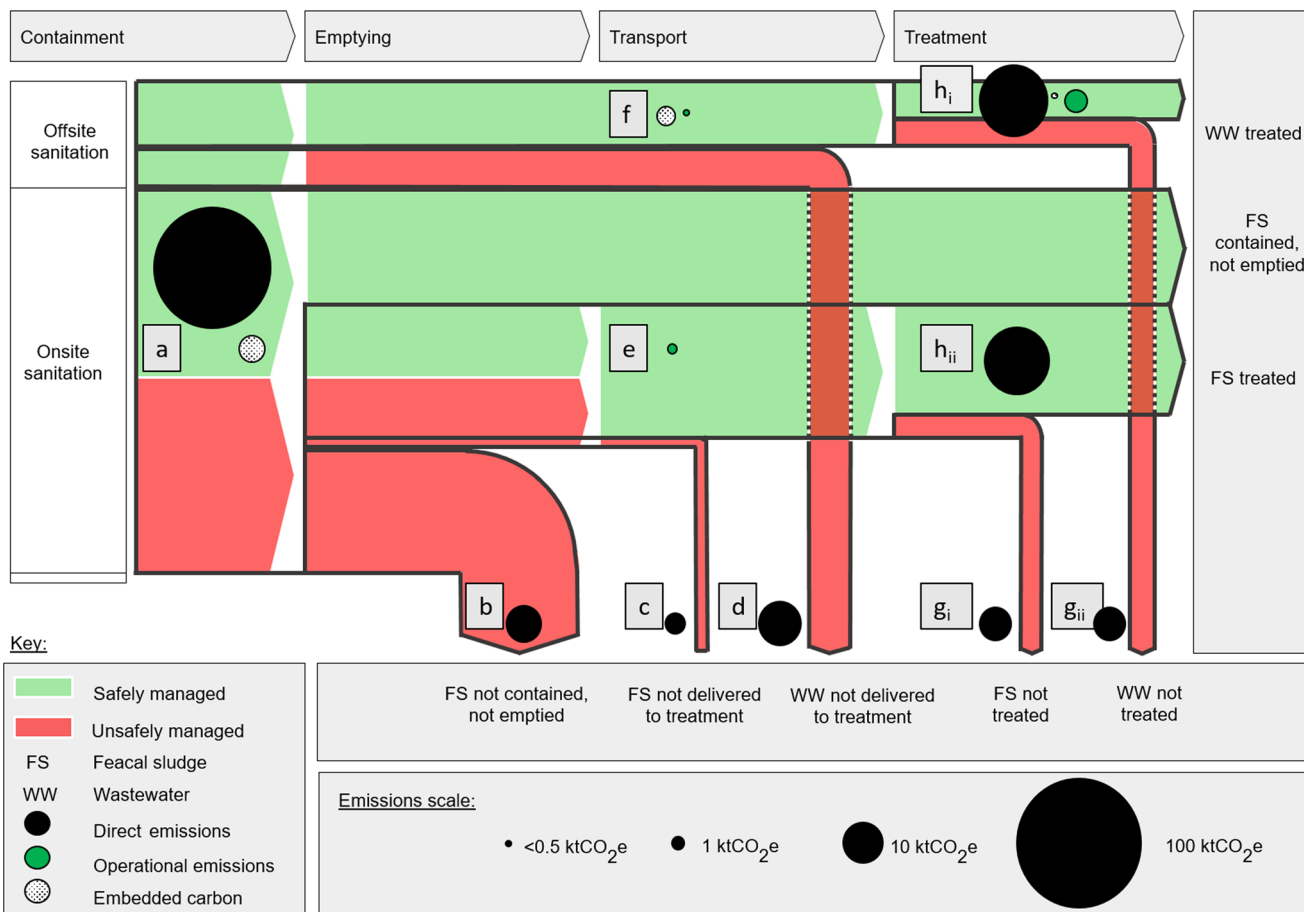 Containment
Emptying
Transport
Treatment
Offsite
sanitation
f
hi
WW treated
FS
contained,
not emptied
Onsite
sanitation
a
e
hii
FS treated
b
c
d
gi
gii
Key:
Safely managed
Unsafely managed
FS Feacal sludge
WW Wastewater
Direct emissions
Operational emissions
Embedded carbon
FS not contained,
not emptied
FS not delivered
to treatment
WW not delivered
to treatment
FS not
treated
WW not
treated
Emissions scale:
<0.5 ktCO2e
1 ktCO2e
10 ktCO2e
100 ktCO2e